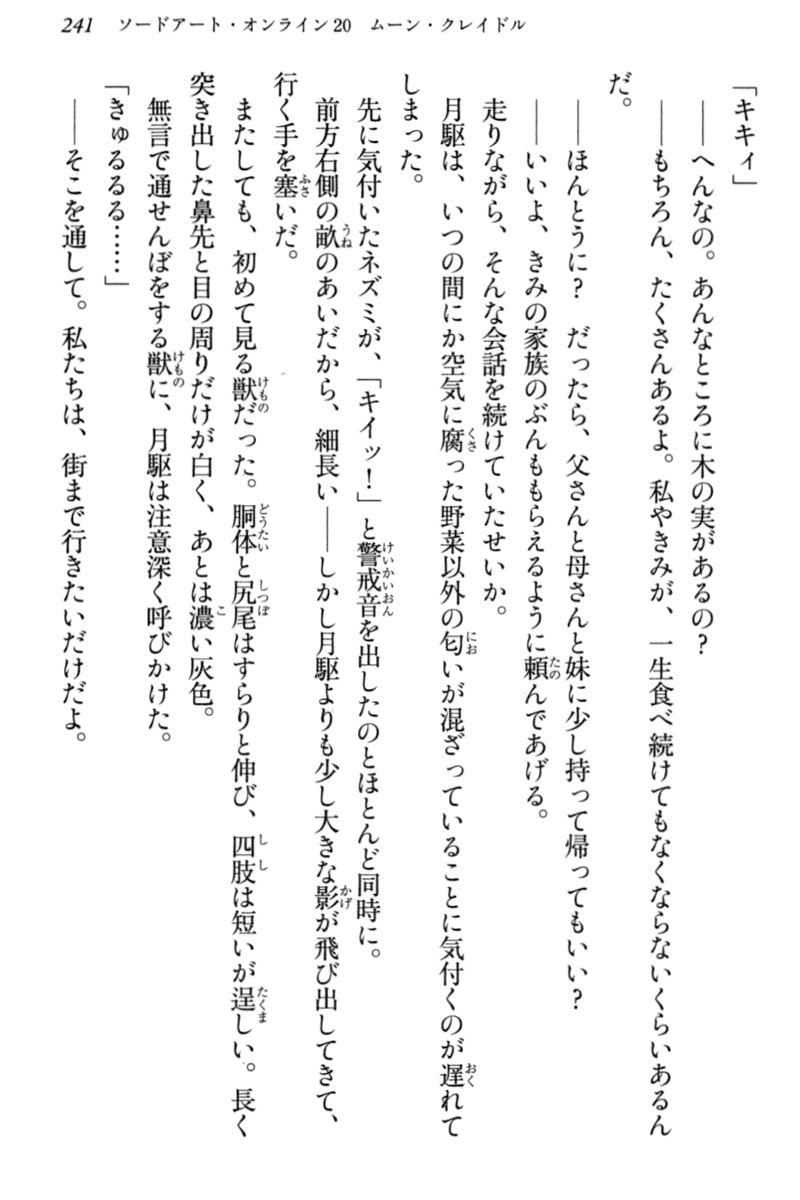 241 ソードアート・オンライン20 ムーン・クレイドル
「キキィ」
――へんなの。あんなところに木の実があるの？
――もちろん、たくさんあるよ。私やきみが、一生食べ続けてもなくならないくらいあるん
だ。
――ほんとうに？ だったら、父さんと母さんと妹に少し持って帰ってもいい？
――いいよ、きみの家族のぶんももらえるように頼んであげる。
走りながら、そんな会話を続けていたせいか。
月駆は、いつの間にか空気に腐った野菜以外の匂いが混ざっていることに気付くのが遅れて
しまった。
先に気付いたネズミが、「キイッ！」と警戒音を出したのとほとんど同時に。
前方右側の畝のあいだから、細長い――しかし月駆よりも少し大きな影が飛び出してきて、
行く手を塞いだ。
またしても、初めて見る獣だった。胴体と尻尾はすらりと伸び、四肢は短いが逞しい。長く
突き出した鼻先と目の周りだけが白く、あとは濃い灰色。
無言で通せんぼをする獣に、月駆は注意深く呼びかけた。
「きゅるるる……」
――そこを通して。私たちは、街まで行きたいだけだよ。